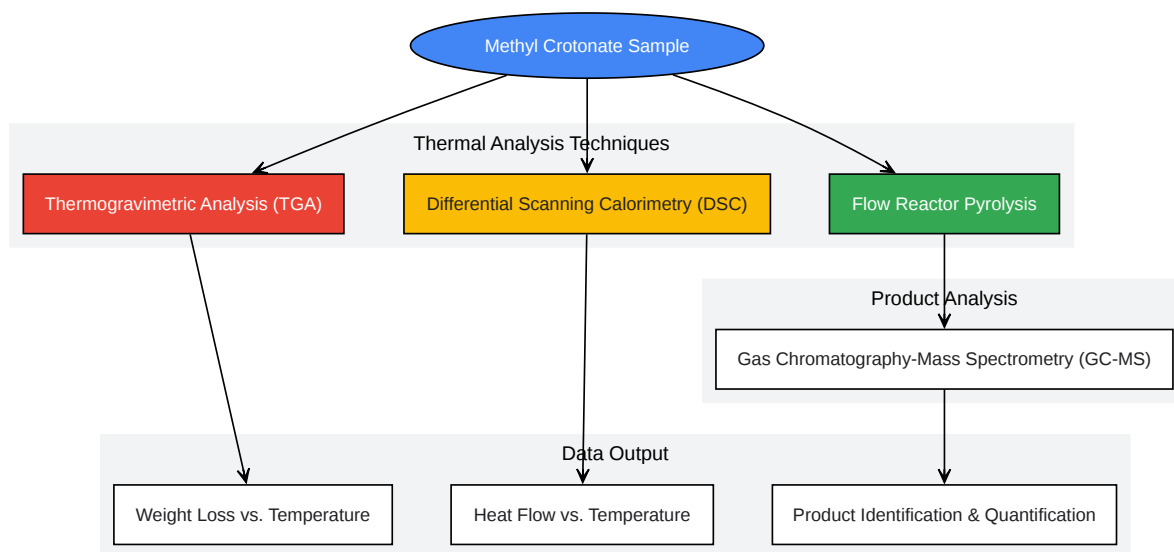 Methyl Crotonate Sample
Thermal Analysis Techniques
Thermogravimetric Analysis (TGA)
Differential Scanning Calorimetry (DSC)
Flow Reactor Pyrolysis
Product Analysis
Gas Chromatography-Mass Spectrometry (GC-MS)
Data Output
Weight Loss vs. Temperature
Heat Flow vs. Temperature
Product Identification & Quantification